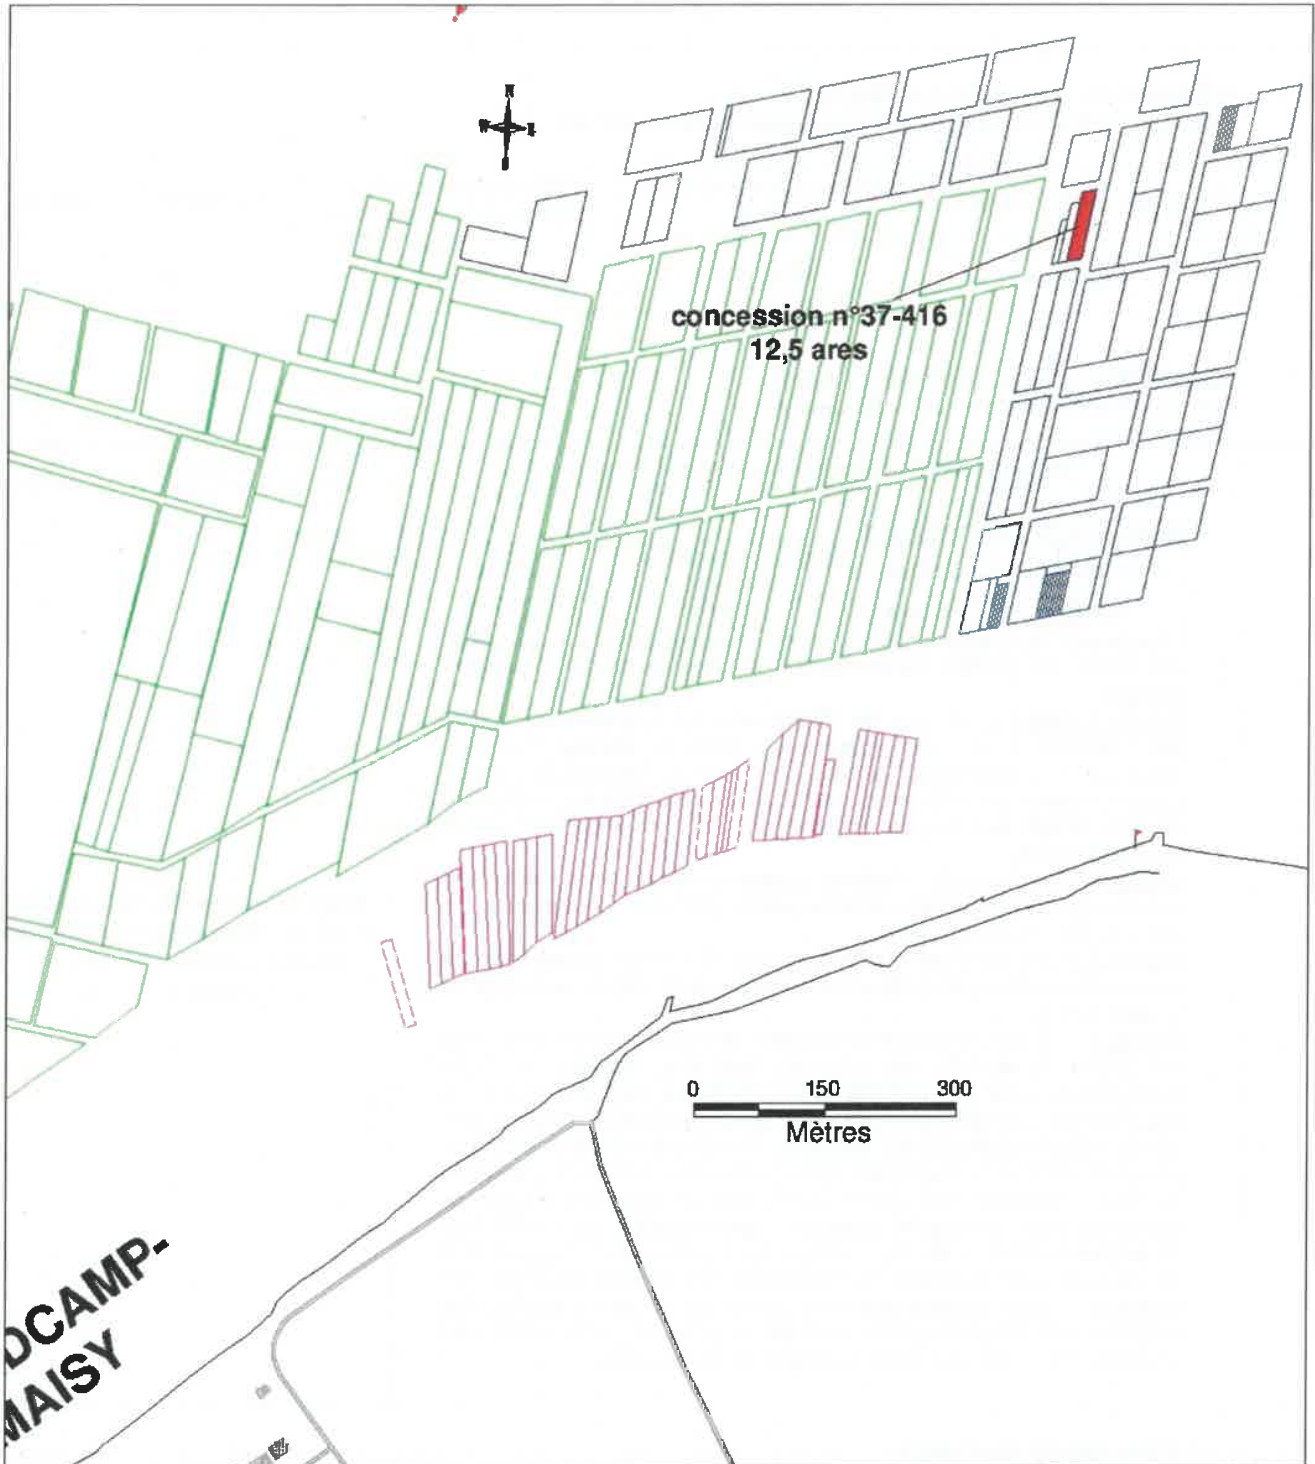 N
W E
S
concession n°37-416
12,5 ares
0 150 300
Mètres
DCAMP-
MAISY